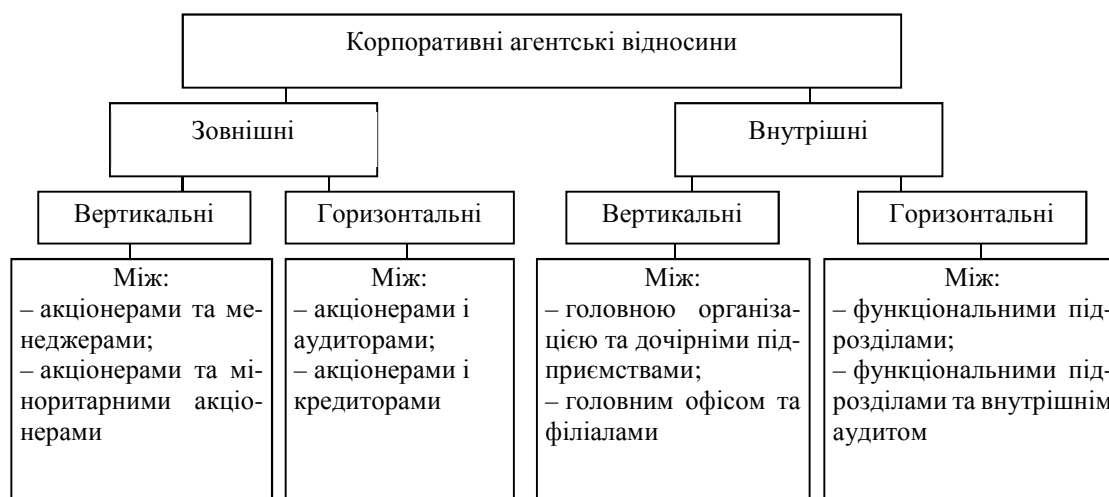 Корпоративні агентські відносини
Зовнішні
Внутрішні
Вертикальні
Горизонтальні
Вертикальні
Горизонтальні
Між:
– акціонерами та ме-
неджерами;
– акціонерами та мі-
норитарними акціо-
нерами
Між:
– акціонерами і
аудиторами;
– акціонерами і
кредиторами
Між:
– головною організа-
цією та дочірніми під-
приємствами;
– головним офісом та
філіалами
Між:
– функціональними під-
розділами;
– функціональними під-
розділами та внутрішнім
аудитом